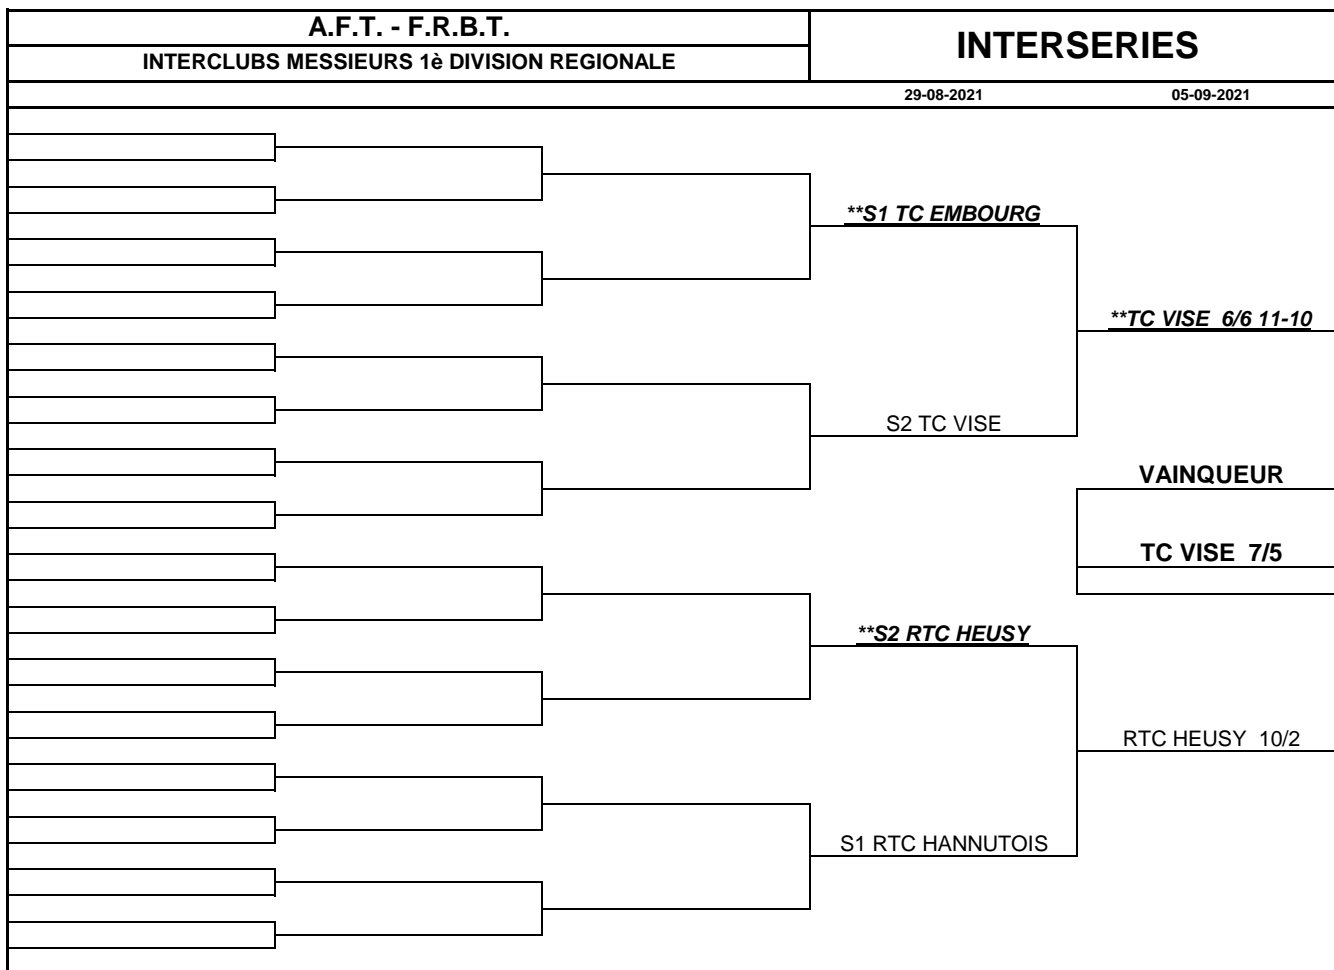 A.F.T. - F.R.B.T.
INTERCLUBS MESSIEURS 1è DIVISION REGIONALE
INTERSERIES
29-08-2021 05-09-2021
**S1 TC EMBOURG
**TC VISE 6/6 11-10
S2 TC VISE
VAINQUEUR
TC VISE 7/5
**S2 RTC HEUSY
RTC HEUSY 10/2
S1 RTC HANNUTOIS